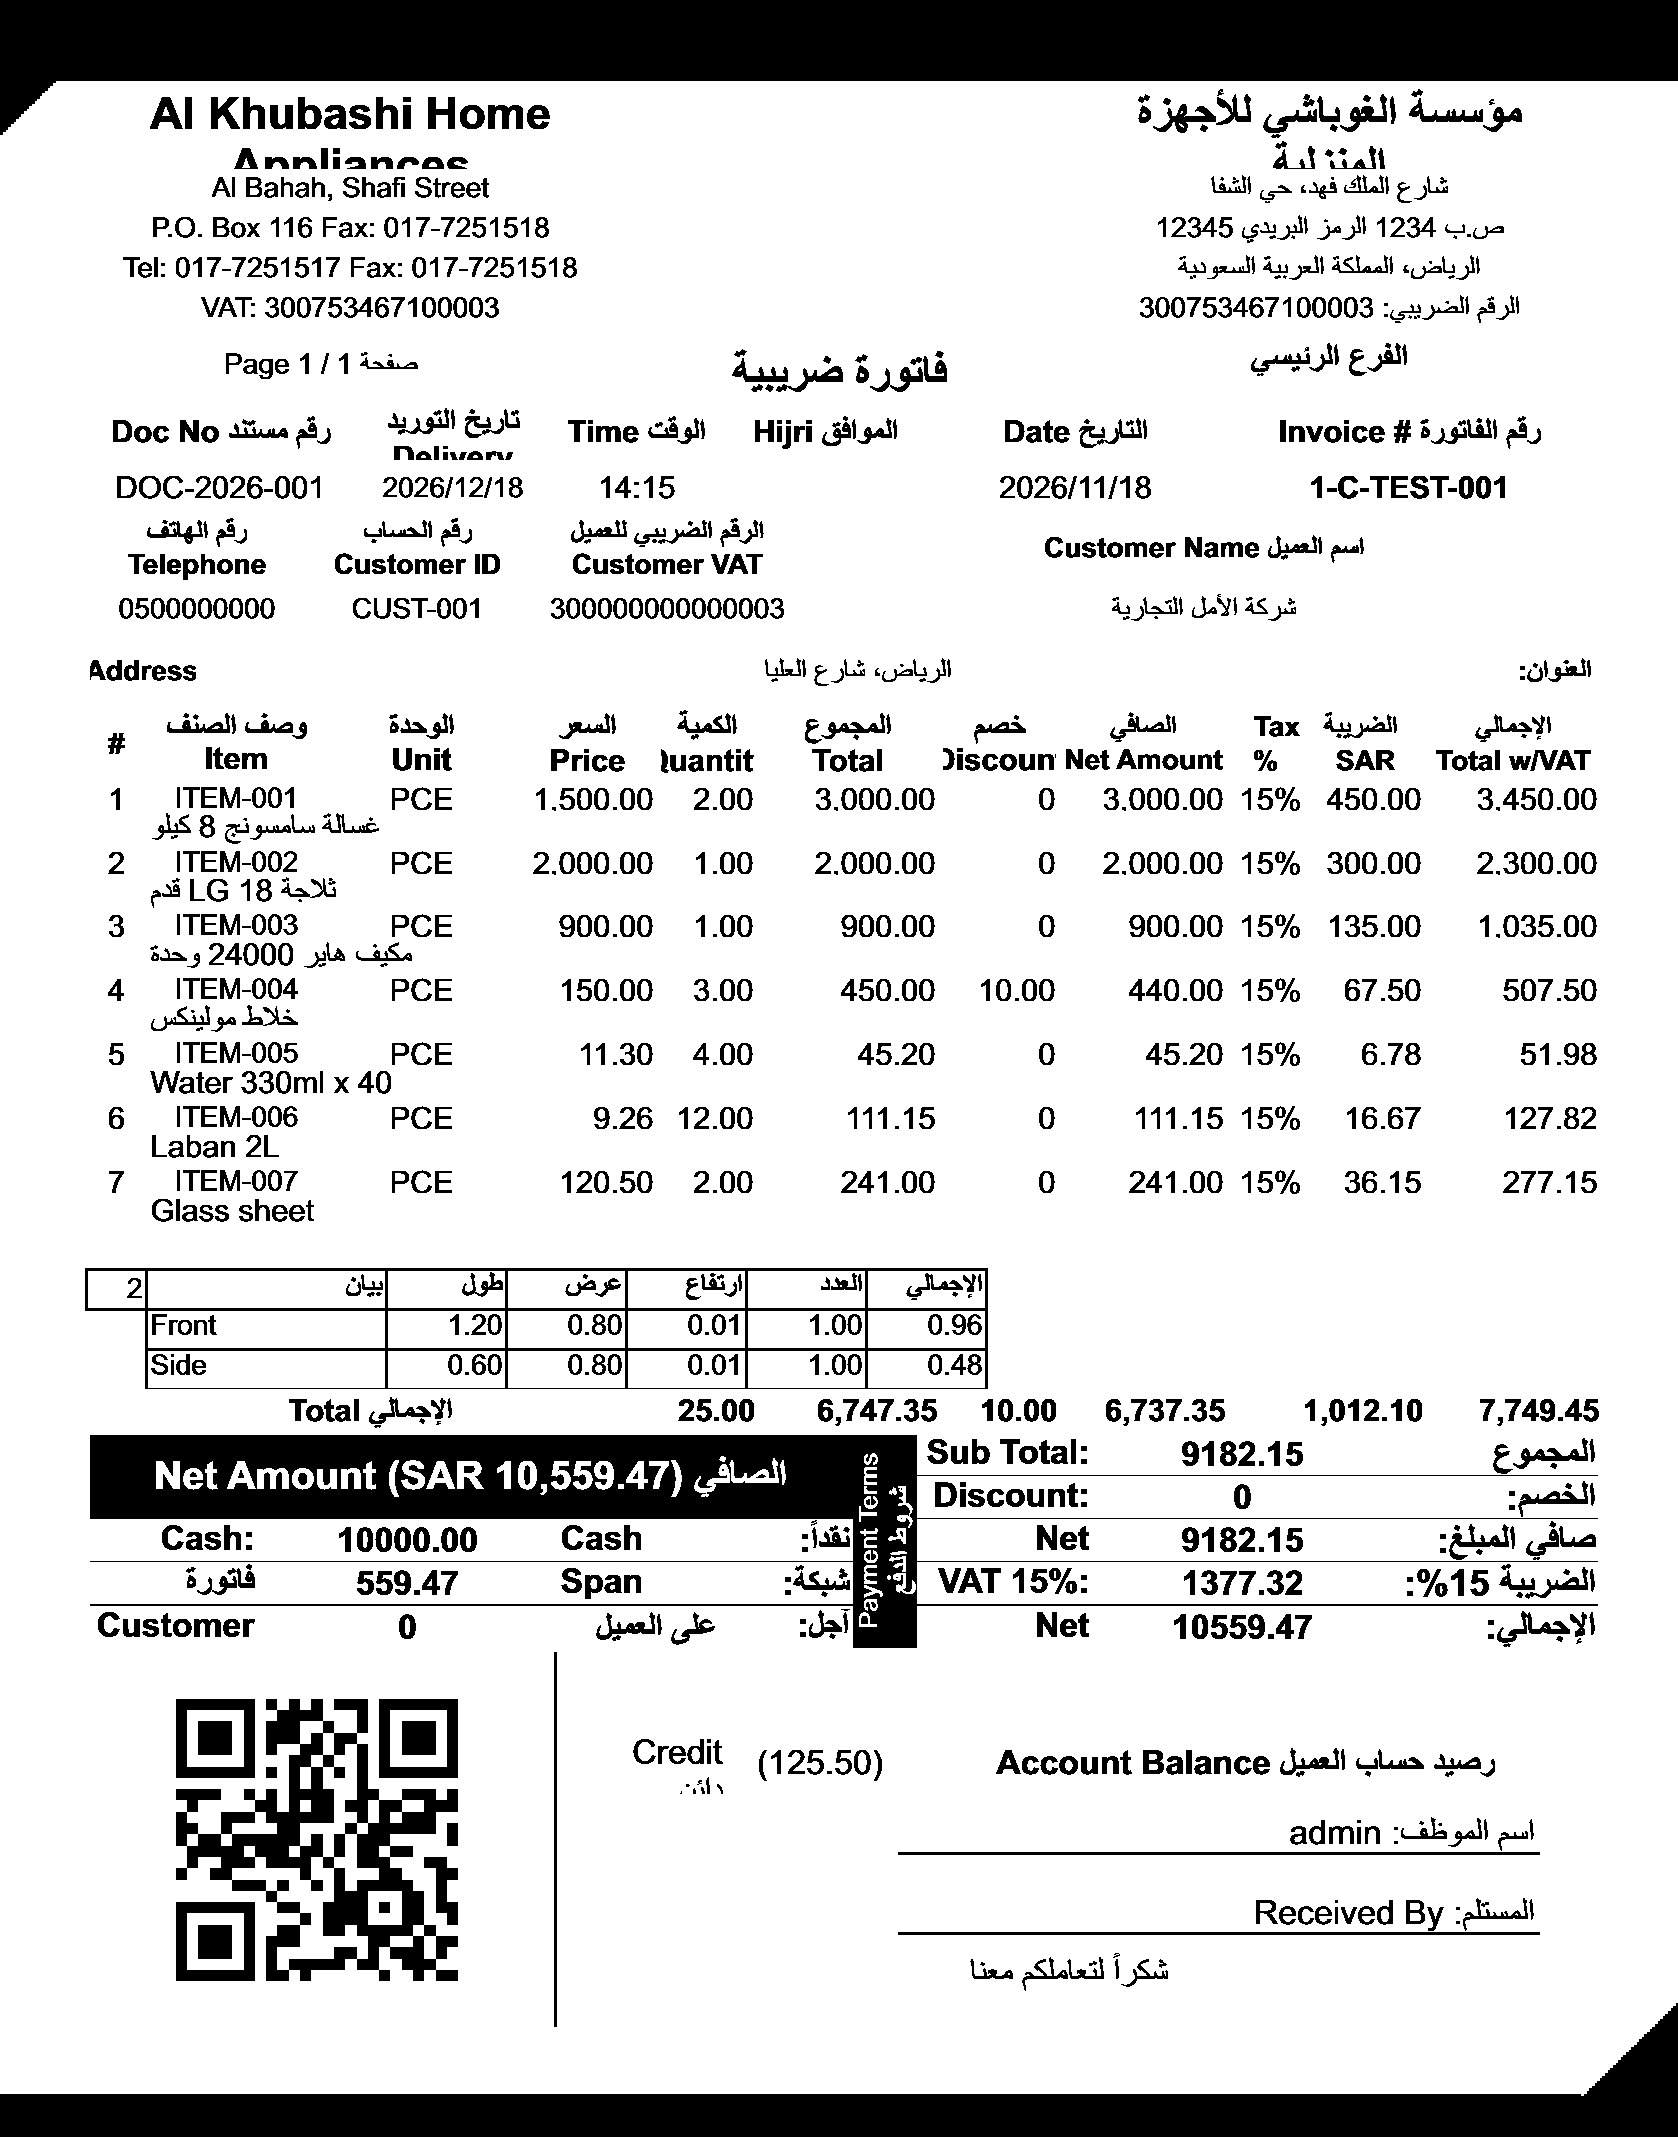 Al Khubashi Home
Appliances
Al Bahah, Shafi Street
P.O. Box 116 Fax: 017-7251518
Tel: 017-7251517 Fax: 017-7251518
VAT: 300753467100003
مؤسسة الغوباشي للأجهزة
المنزلية
شارع الملك فهد، حي الشفا
ص.ب 1234 الرمز البريدي 12345
الرياض، المملكة العربية السعودية
الرقم الضريبي: 300753467100003
Page 1 / 1 صفحة
فاتورة ضريبية
الفرع الرئيسي
Doc No رقم مستند تاريخ التوريد Delivery Time الوقت Hijri الموافق Date التاريخ Invoice # رقم الفاتورة
DOC-2026-001 2026/12/18 14:15 2026/11/18 1-C-TEST-001
رقم الهاتف رقم الحساب الرقم الضريبي للعميل
Telephone Customer ID Customer VAT Customer Name اسم العميل
0500000000 CUST-001 300000000000003 شركة الأمل التجارية
Address الرياض، شارع العليا العنوان:
وصف الصنف الوحدة السعر الكمية المجموع خصم الصافي Tax الضريبة الإجمالي
# Item Unit Price Quantit Total Discoun Net Amount % SAR Total w/VAT
1 ITEM-001 PCE 1,500.00 2.00 3,000.00 0 3,000.00 15% 450.00 3,450.00
غسالة سامسونج 8 كيلو
2 ITEM-002 PCE 2,000.00 1.00 2,000.00 0 2,000.00 15% 300.00 2,300.00
ثلاجة LG 18 قدم
3 ITEM-003 PCE 900.00 1.00 900.00 0 900.00 15% 135.00 1,035.00
مكيف هاير 24000 وحدة
4 ITEM-004 PCE 150.00 3.00 450.00 10.00 440.00 15% 67.50 507.50
خلاط مولينكس
5 ITEM-005 PCE 11.30 4.00 45.20 0 45.20 15% 6.78 51.98
Water 330ml x 40
6 ITEM-006 PCE 9.26 12.00 111.15 0 111.15 15% 16.67 127.82
Laban 2L
7 ITEM-007 PCE 120.50 2.00 241.00 0 241.00 15% 36.15 277.15
Glass sheet
2 بيان طول عرض ارتفاع العدد الإجمالي
Front 1.20 0.80 0.01 1.00 0.96
Side 0.60 0.80 0.01 1.00 0.48
Total الإجمالي 25.00 6,747.35 10.00 6,737.35 1,012.10 7,749.45
Net Amount (SAR 10,559.47) الصافي
Cash: 10000.00 Cash نقداً:
فاتورة 559.47 Span شبكة:
Customer 0 على العميل آجل:
Payment Terms
شروط الدفع
Sub Total: 9182.15 المجموع
Discount: 0 الخصم:
Net 9182.15 صافي المبلغ:
VAT 15%: 1377.32 الضريبة 15%:
Net 10559.47 الإجمالي:
Credit (125.50) Account Balance رصيد حساب العميل
دائن
اسم الموظف: admin
المستلم: Received By
شكراً لتعاملكم معنا